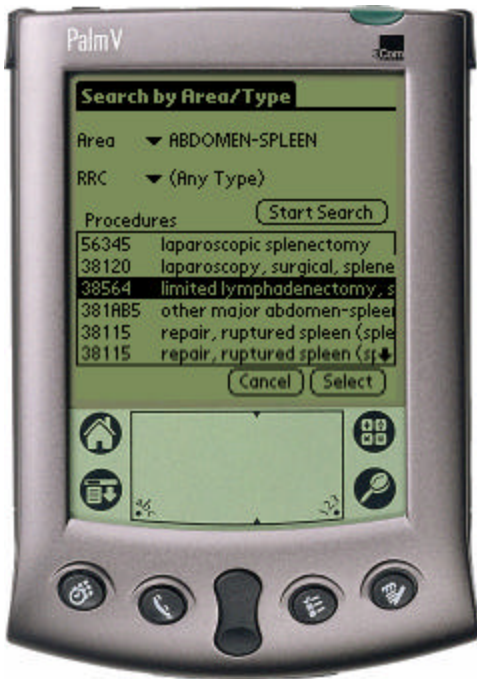 Palm V
3Com
Search by Area/Type
Area ABDOMEN-SPLEEN
RRC (Any Type)
Start Search
Procedures
56345 laparoscopic splenectomy
38120 laparoscopy, surgical, splene
38564 limited lymphadenectomy, s
381AB5 other major abdomen-spleen
38115 repair, ruptured spleen (sple
38115 repair, ruptured spleen (sp
Cancel Select